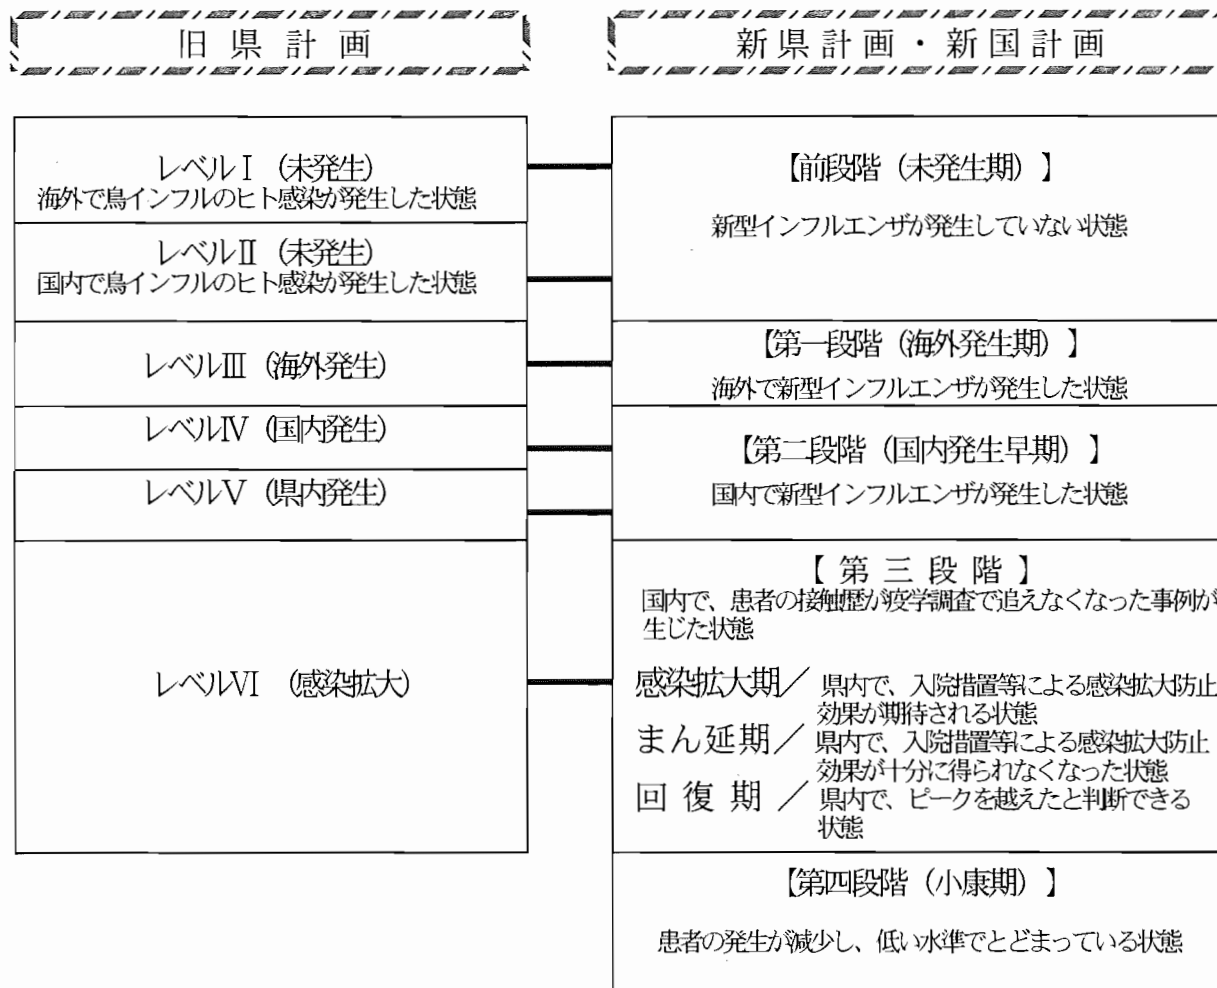 旧県計画
新県計画・新国計画
レベルⅠ（未発生）
海外で鳥インフルのヒト感染が発生した状態
レベルⅡ（未発生）
国内で鳥インフルのヒト感染が発生した状態
レベルⅢ（海外発生）
レベルⅣ（国内発生）
レベルⅤ（県内発生）
レベルⅥ（感染拡大）
【前段階（未発生期）】
新型インフルエンザが発生していない状態
【第一段階（海外発生期）】
海外で新型インフルエンザが発生した状態
【第二段階（国内発生早期）】
国内で新型インフルエンザが発生した状態
【第三段階】
国内で、患者の接触歴が疫学調査で追えなくなった事例が
生じた状態
感染拡大期／県内で、入院措置等による感染拡大防止
効果が期待される状態
まん延期／県内で、入院措置等による感染拡大防止
効果が十分に得られなくなった状態
回復期／県内で、ピークを越えたと判断できる
状態
【第四段階（小康期）】
患者の発生が減少し、低い水準でとどまっている状態